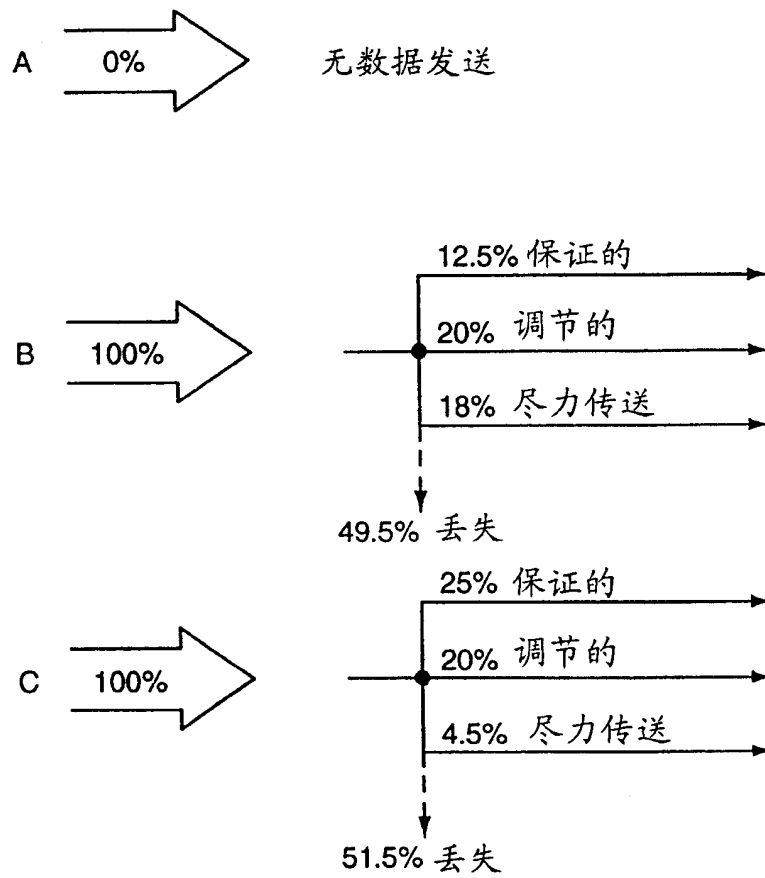 A 0% 无数据发送
12.5% 保证的
B 100% 20% 调节的
18% 尽力传送
49.5% 丢失
25% 保证的
C 100% 20% 调节的
4.5% 尽力传送
51.5% 丢失